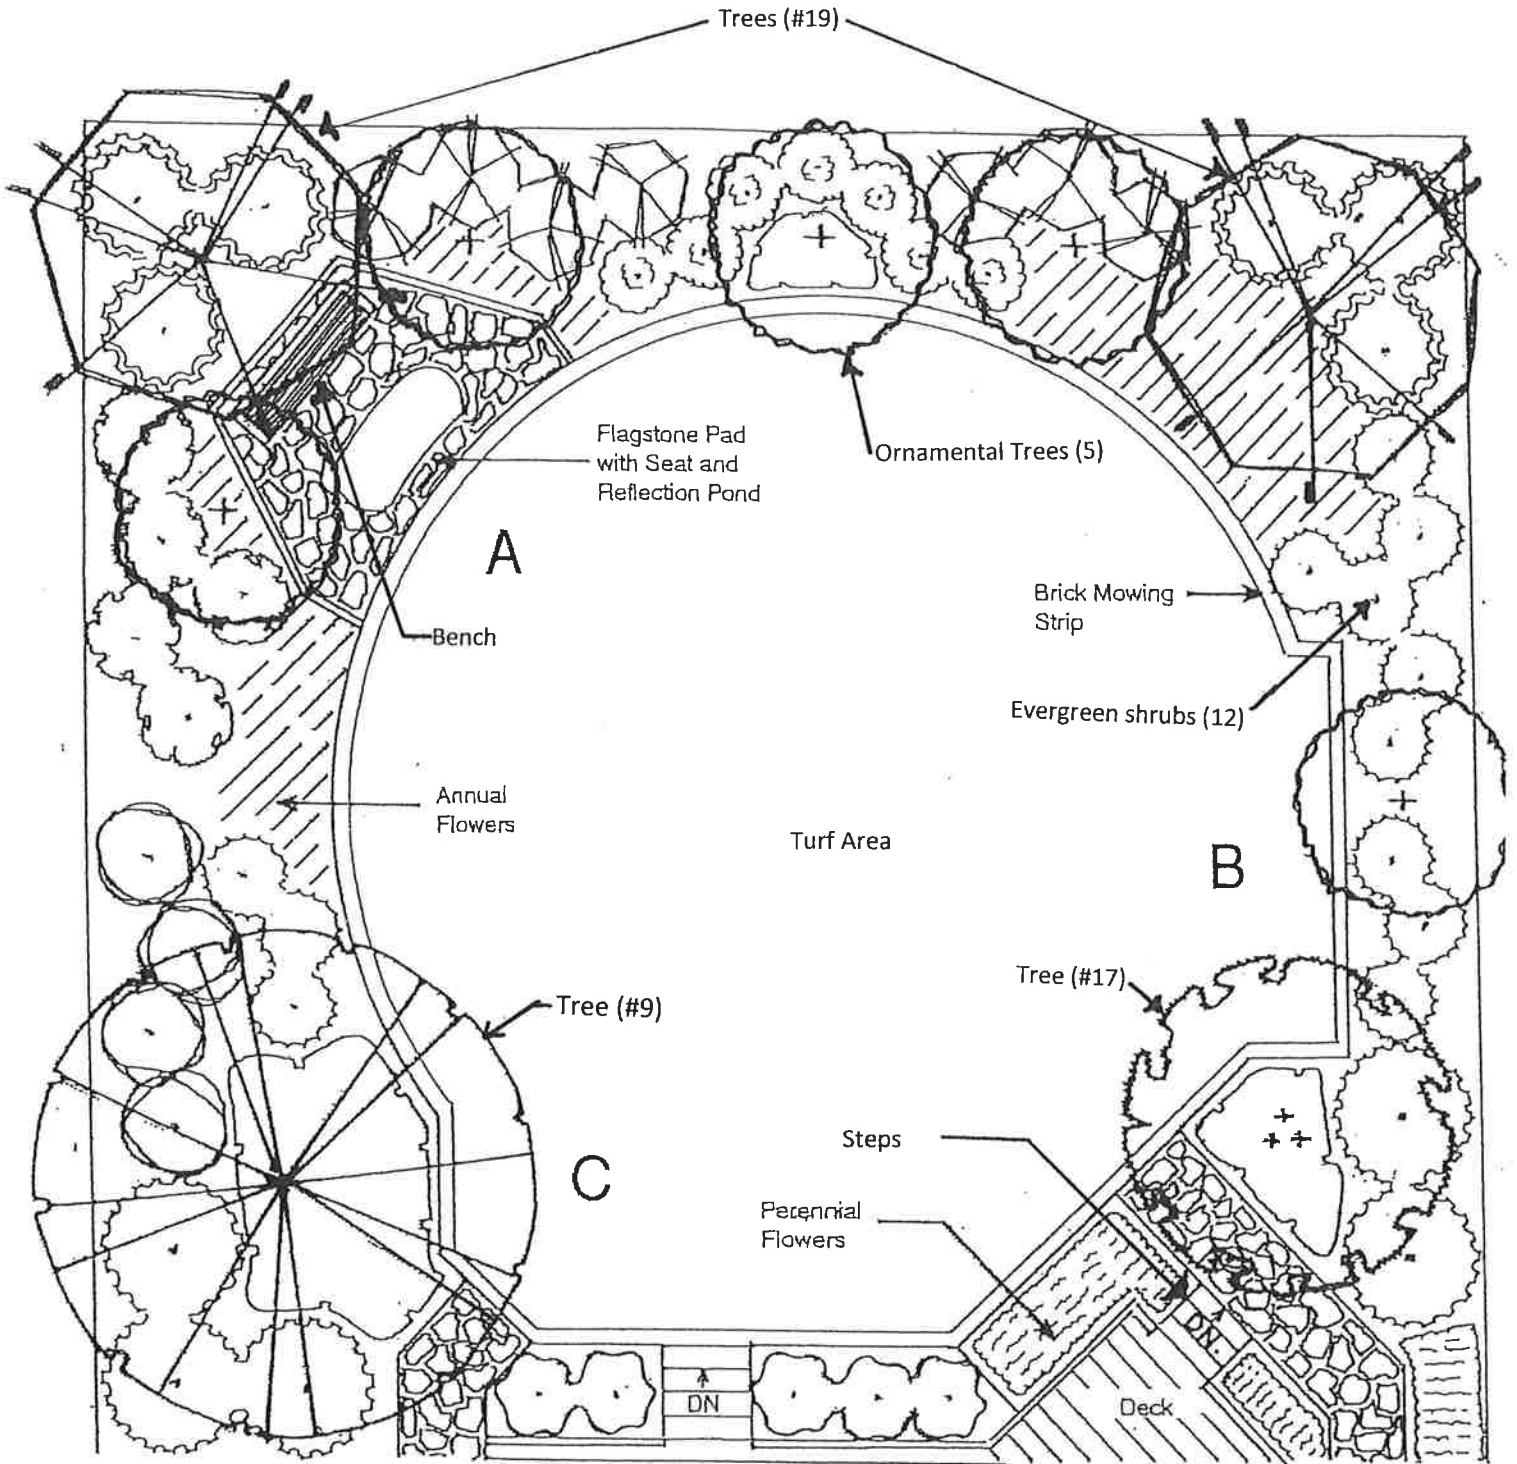 Trees (#19)
Flagstone Pad
with Seat and
Reflection Pond
Ornamental Trees (5)
A
Brick Mowing
Strip
Bench
Evergreen shrubs (12)
Annual
Flowers
Turf Area
B
Tree (#17)
Tree (#9)
Steps
C
Perennial
Flowers
DN.
DN
Deck